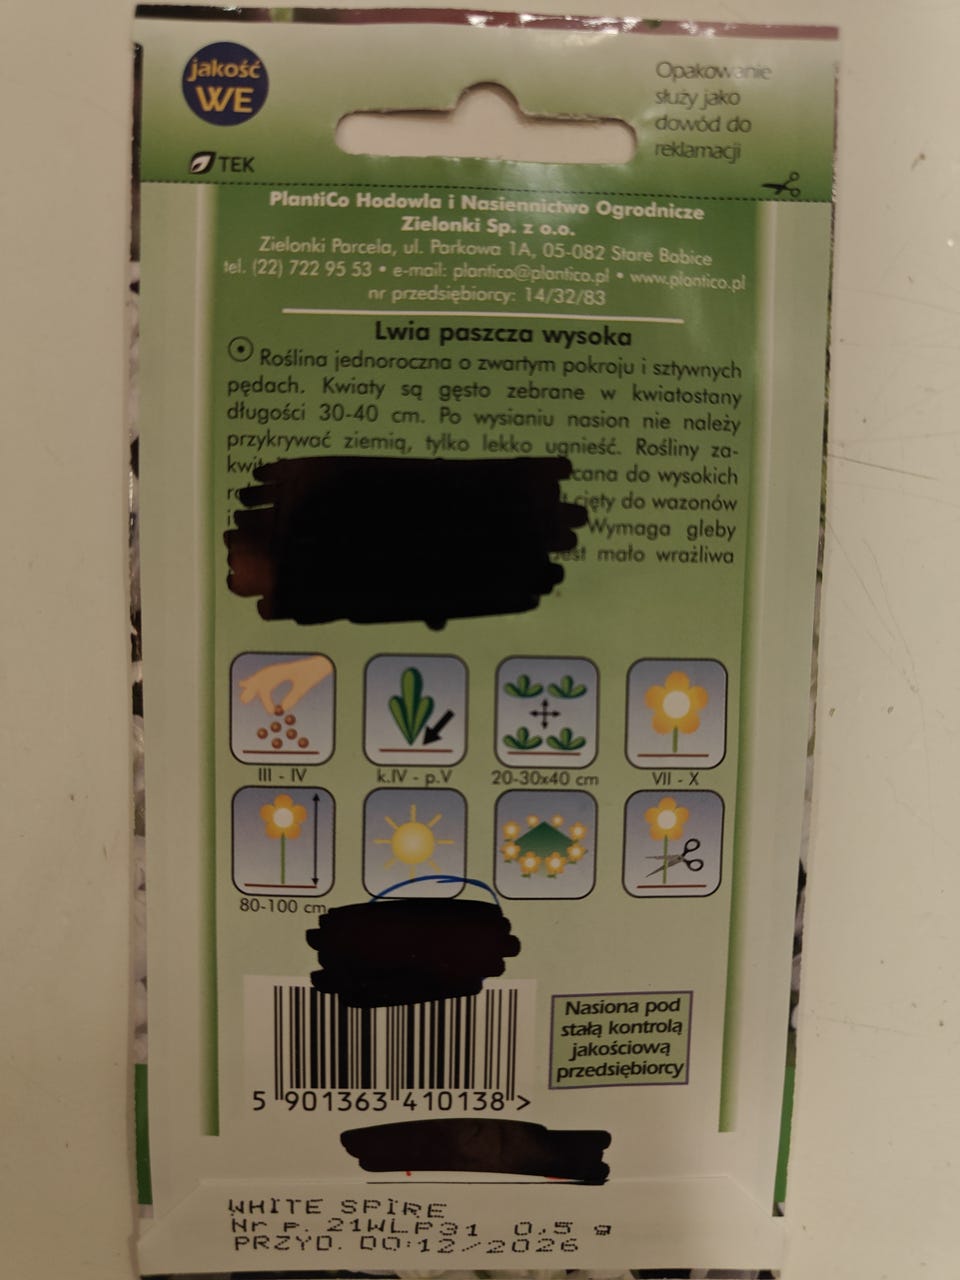 jakość
WE
TEK
Opakowanie
służy jako
dowód do
reklamacji
PlantiCo Hodowla i Nasiennictwo Ogrodnicze
Zielonki Sp. z o.o.
Zielonki Parcela, ul. Parkowa 1A, 05-082 Stare Babice
tel. (22) 722 95 53 • e-mail: plantico@plantico.pl • www.plantico.pl
nr przedsiębiorcy: 14/32/83
Lwia paszcza wysoka
Roślina jednoroczna o zwartym pokroju i sztywnych
pędach. Kwiaty są gęsto zebrane w kwiatostany
długości 30-40 cm. Po wysianiu nasion nie należy
przykrywać ziemią, tylko lekko ugnieść. Rośliny za-
do wysokich
cięty do wazonów
Wymaga gleby
jest mało wrażliwa
III - IV
k.IV - p.V
20-30x40 cm
VII - X
80-100 cm
Nasiona pod
stałą kontrolą
jakościową
przedsiębiorcy
5 901363 410138 >
WHITE SPIRE
Nr p. 21WLP31 0,5 g
PRZYD. DO:12/2026